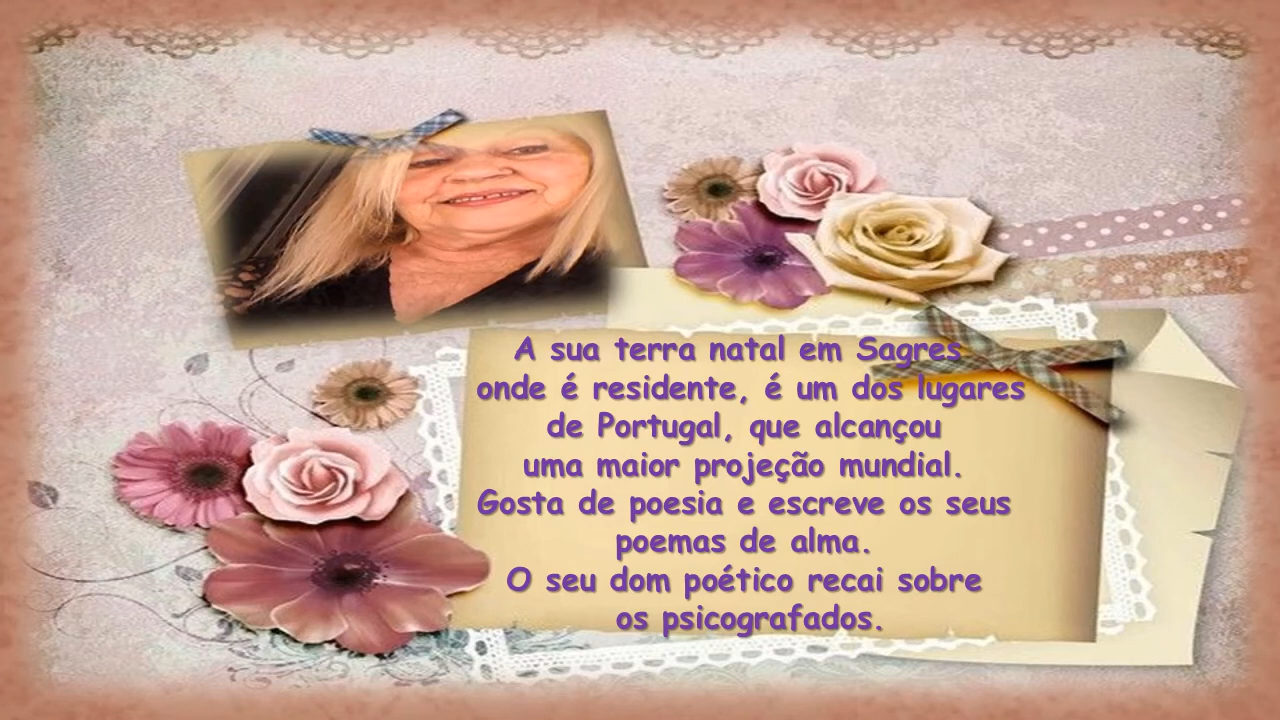 A sua terra natal em Sagres
onde é residente, é um dos lugares
de Portugal, que alcançou
uma maior projeção mundial.
Gosta de poesia e escreve os seus
poemas de alma.
O seu dom poético recai sobre
os psicografados.